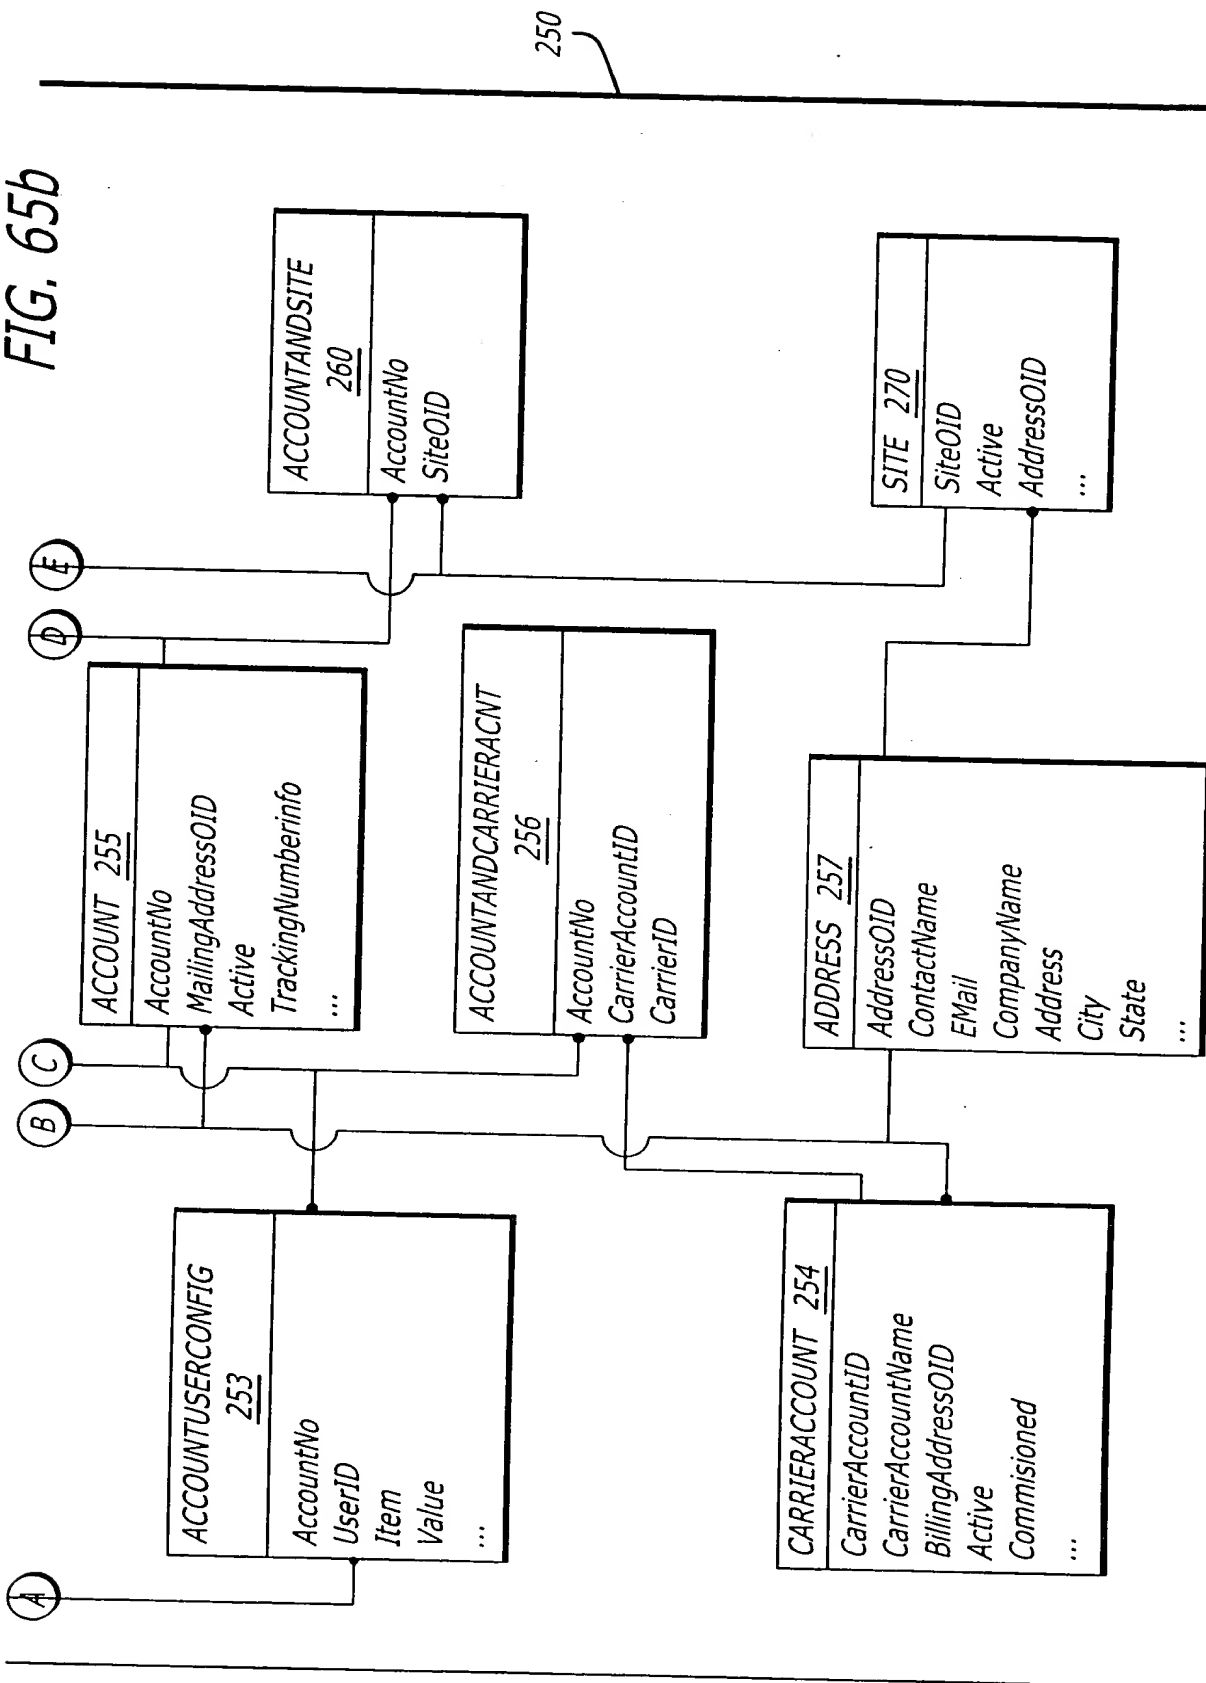 FIG. 65b
250
A
B
C
D
E
ACCOUNTUSERCONFIG
253
AccountNo
UserID
Item
Value
...
ACCOUNT 255
AccountNo
MailingAddressOID
Active
TrackingNumberinfo
...
ACCOUNTANDSITE
260
AccountNo
SiteOID
ACCOUNTANDCARRIERACNT
256
AccountNo
CarrierAccountID
CarrierID
CARRIERACCOUNT 254
CarrierAccountID
CarrierAccountName
BillingAddressOID
Active
Commisioned
...
ADDRESS 257
AddressOID
ContactName
EMail
CompanyName
Address
City
State
...
SITE 270
SiteOID
Active
AddressOID
...